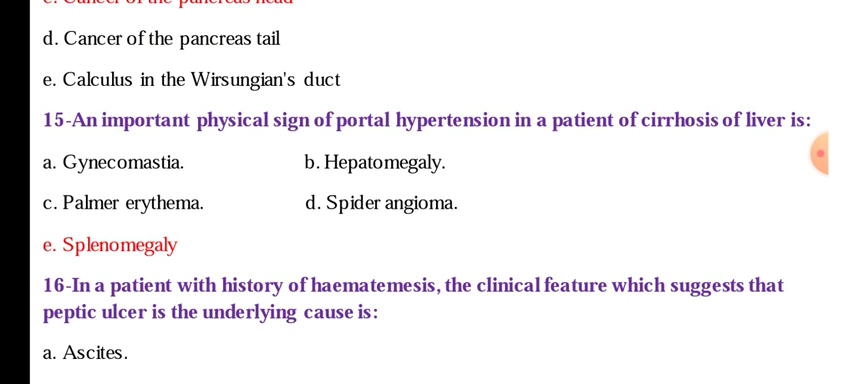 d. Cancer of the pancreas tail
e. Calculus in the Wirsungian's duct
15-An important physical sign of portal hypertension in a patient of cirrhosis of liver is:
a. Gynecomastia. b. Hepatomegaly.
c. Palmer erythema. d. Spider angioma.
e. Splenomegaly
16-In a patient with history of haematemesis, the clinical feature which suggests that
peptic ulcer is the underlying cause is:
a. Ascites.